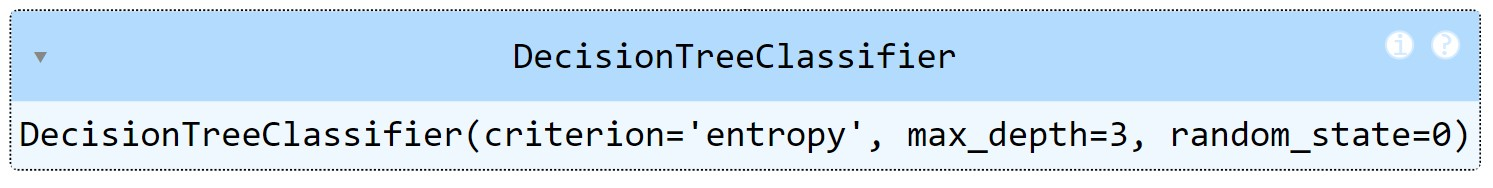 DecisionTreeClassifier
i ?
DecisionTreeClassifier(criterion='entropy', max_depth=3, random_state=0)